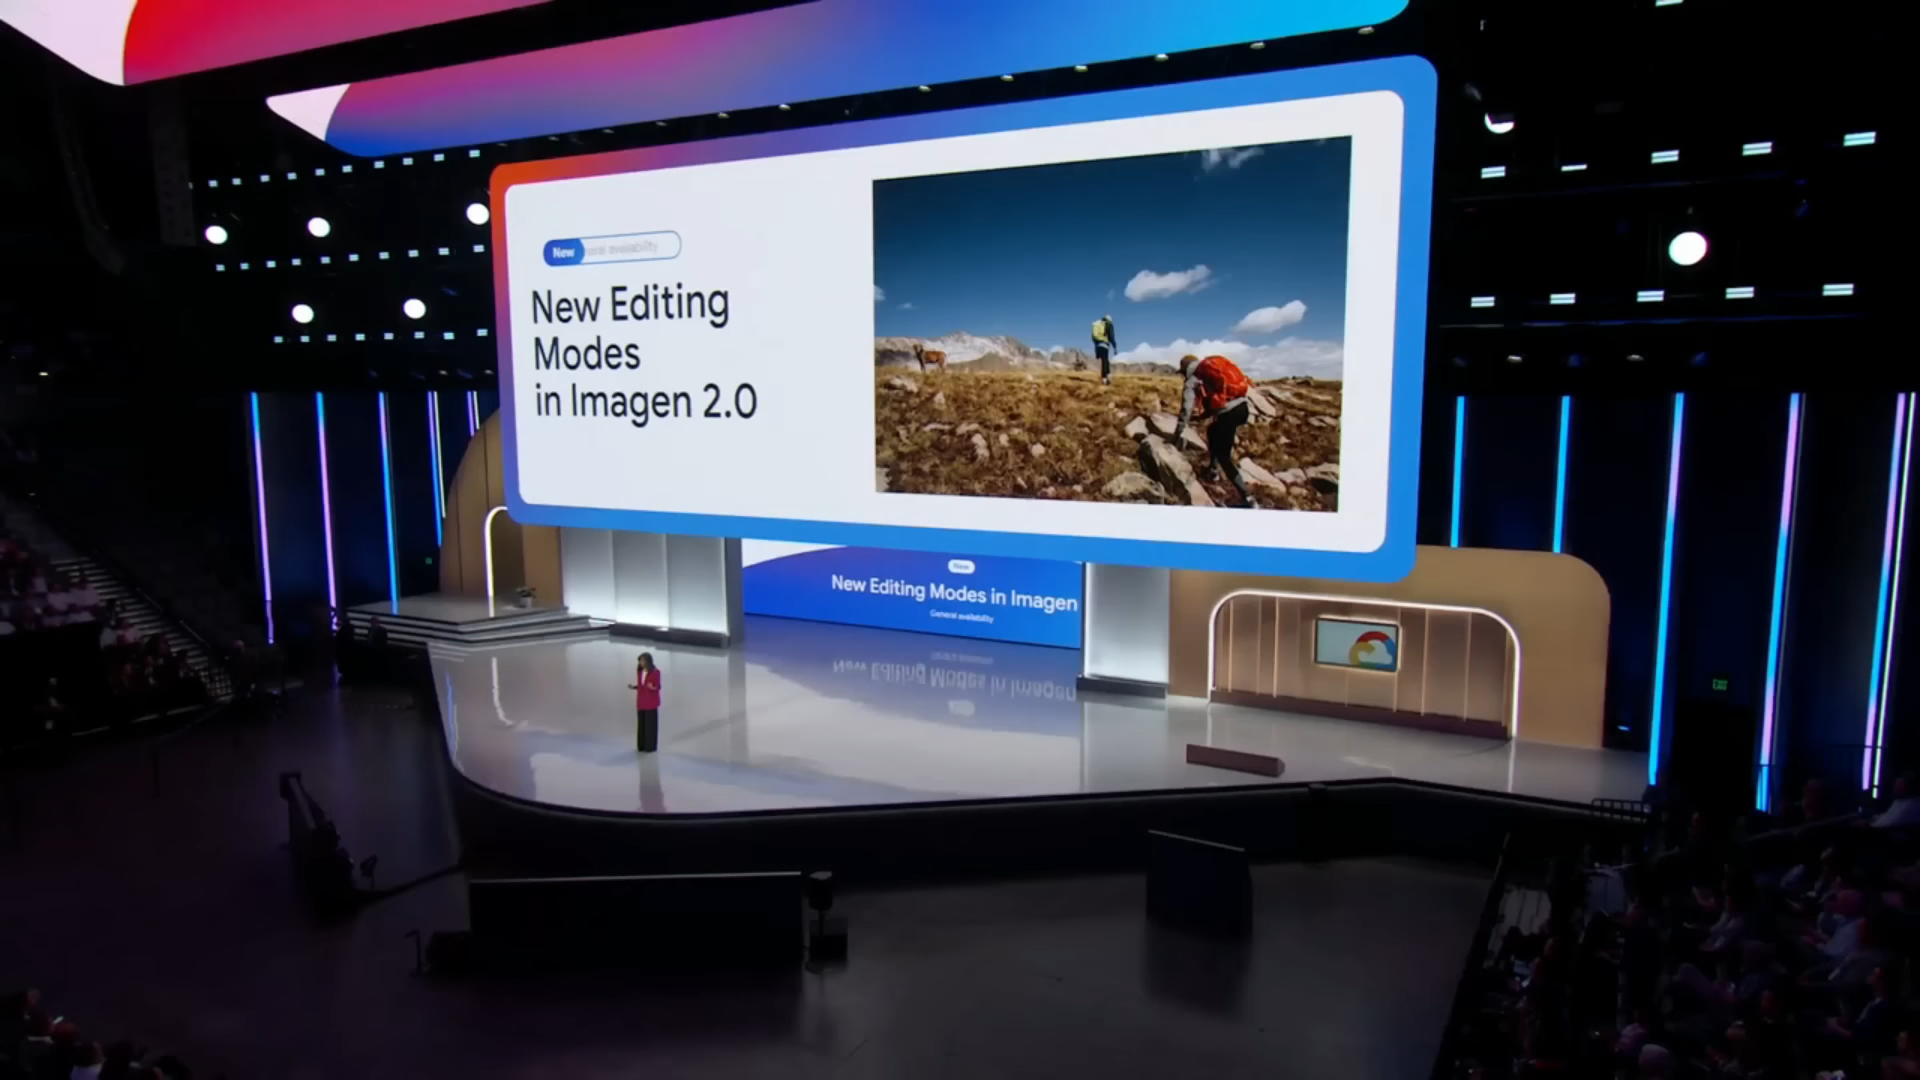 New
New Editing
Modes
in Imagen 2.0
New
New Editing Modes in Imagen
General availability